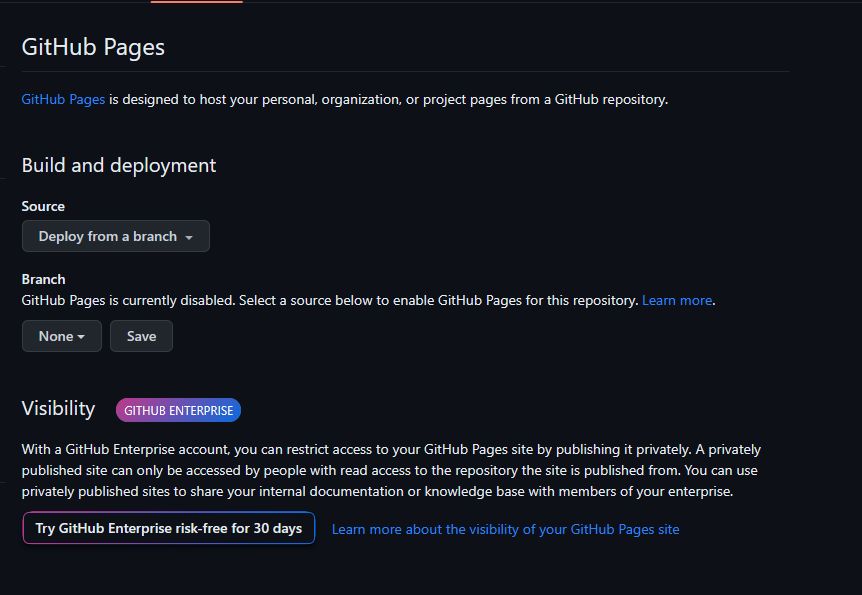 GitHub Pages
GitHub Pages is designed to host your personal, organization, or project pages from a GitHub repository.
Build and deployment
Source
Deploy from a branch
Branch
GitHub Pages is currently disabled. Select a source below to enable GitHub Pages for this repository. Learn more.
None Save
Visibility GITHUB ENTERPRISE
With a GitHub Enterprise account, you can restrict access to your GitHub Pages site by publishing it privately. A privately
published site can only be accessed by people with read access to the repository the site is published from. You can use
privately published sites to share your internal documentation or knowledge base with members of your enterprise.
Try GitHub Enterprise risk-free for 30 days Learn more about the visibility of your GitHub Pages site